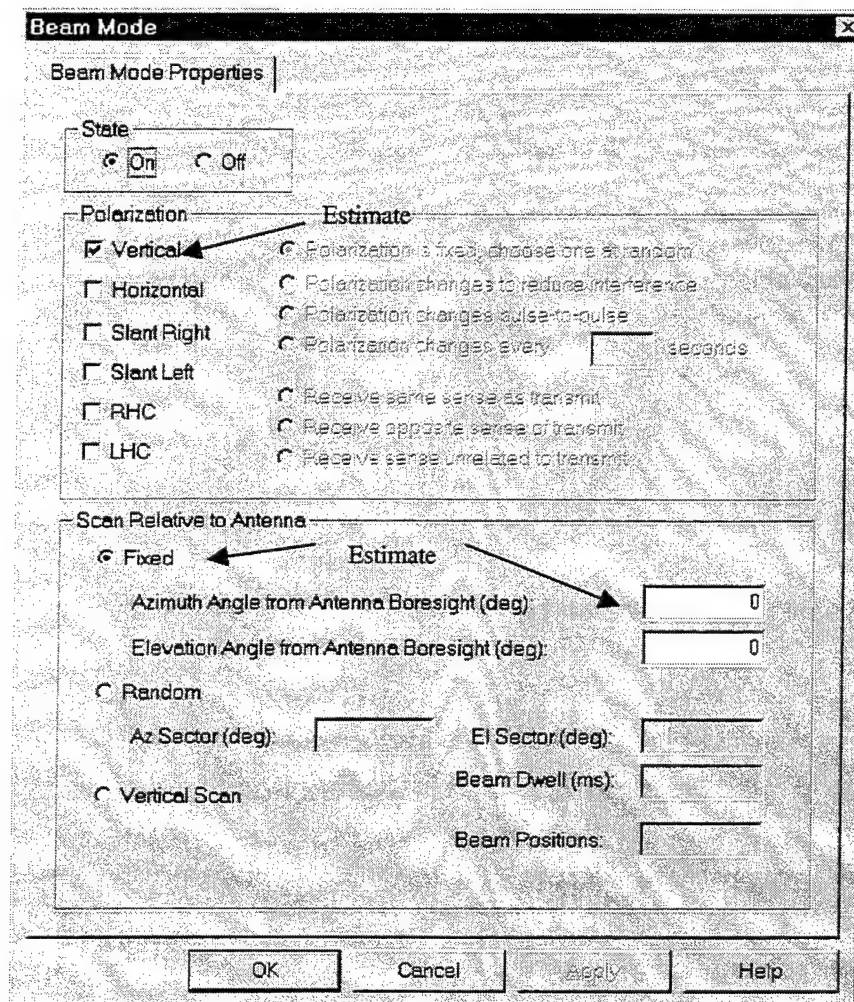 Beam Mode
Beam Mode Properties
State
On Off
Polarization Estimate
Vertical Polarization is fixed, choose one at random
Horizontal Polarization changes to reduce interference
Polarization changes pulse-to-pulse
Slant Right Polarization changes every seconds
Slant Left
Receive same sense as transmit
RHC Receive opposite sense of transmit
LHC Receive sense unrelated to transmit
Scan Relative to Antenna
Fixed Estimate
Azimuth Angle from Antenna Boresight (deg): 0
Elevation Angle from Antenna Boresight (deg): 0
Random
Az Sector (deg): El Sector (deg):
Beam Dwell (ms):
Vertical Scan
Beam Positions:
OK Cancel Apply Help